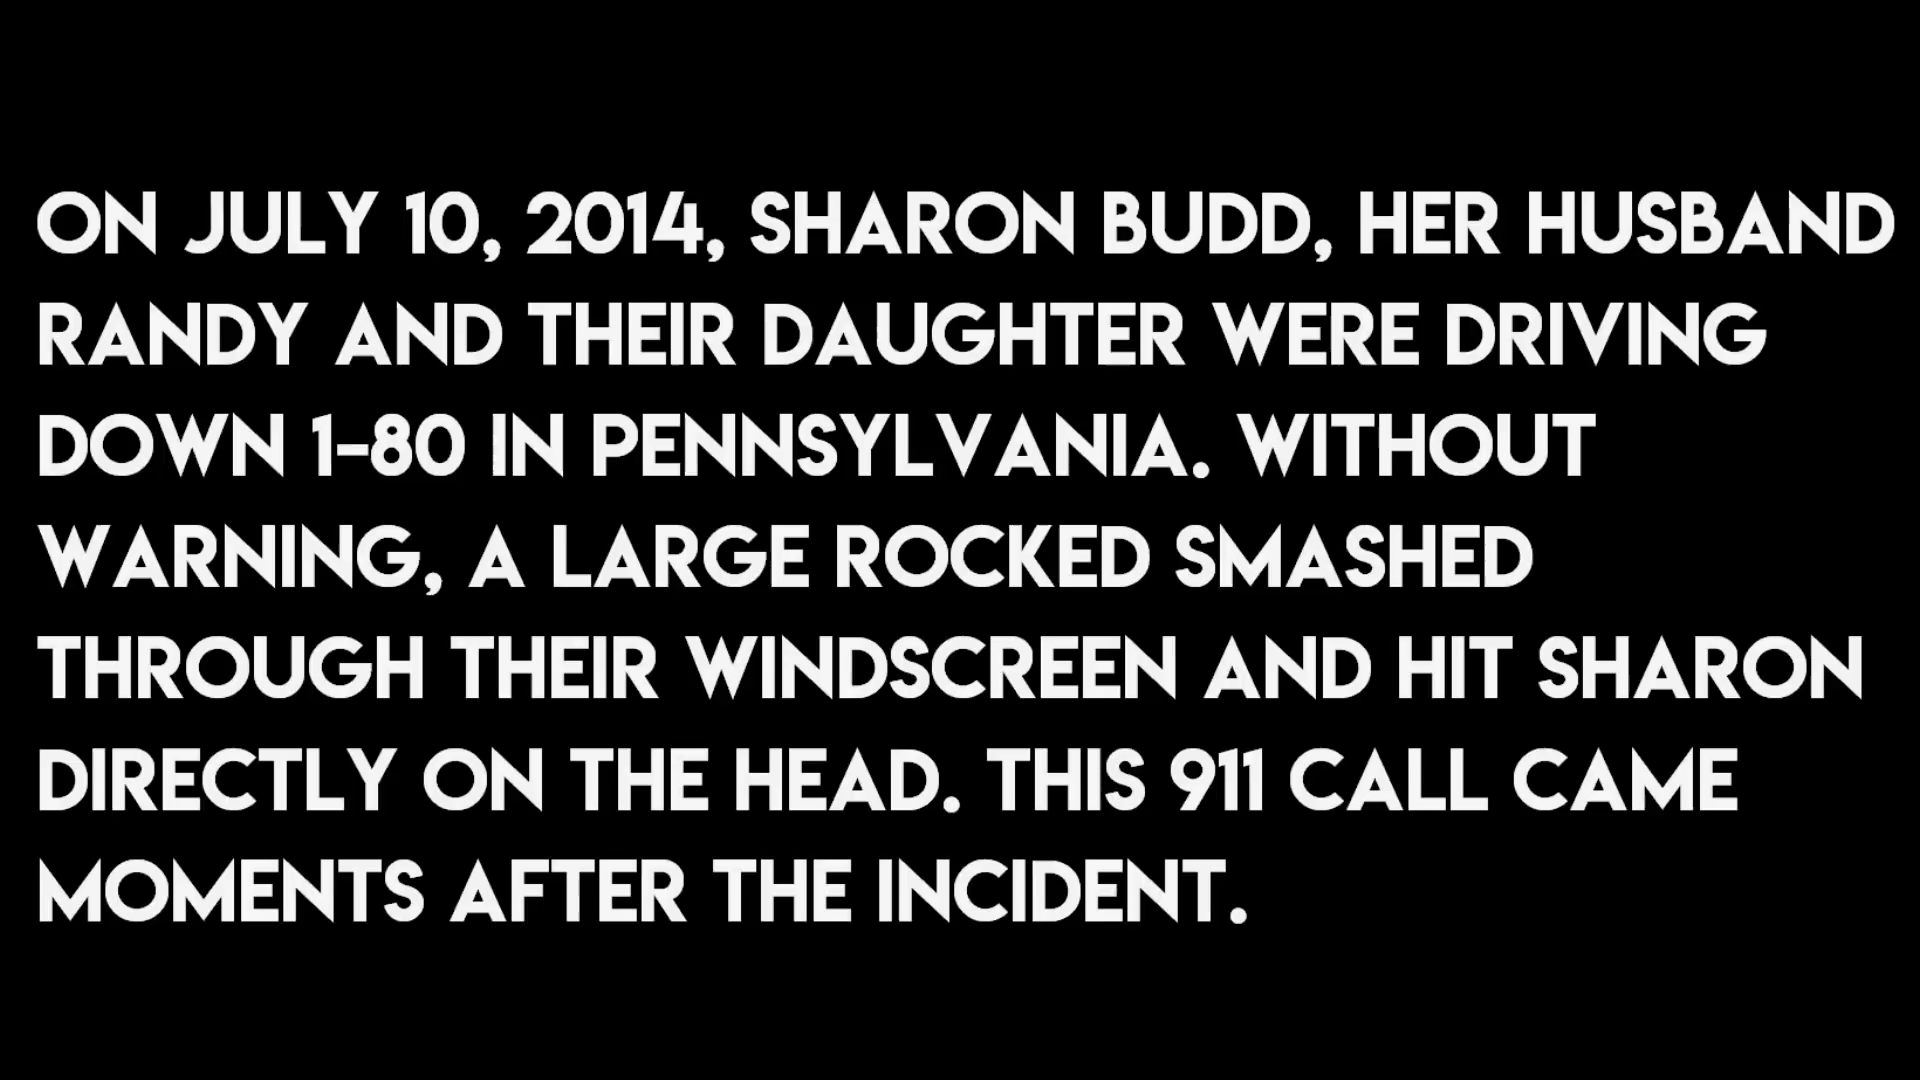 ON JULY 10, 2014, SHARON BUDD, HER HUSBAND
RANDY AND THEIR DAUGHTER WERE DRIVING
DOWN 1-80 IN PENNSYLVANIA. WITHOUT
WARNING, A LARGE ROCKED SMASHED
THROUGH THEIR WINDSCREEN AND HIT SHARON
DIRECTLY ON THE HEAD. THIS 911 CALL CAME
MOMENTS AFTER THE INCIDENT.